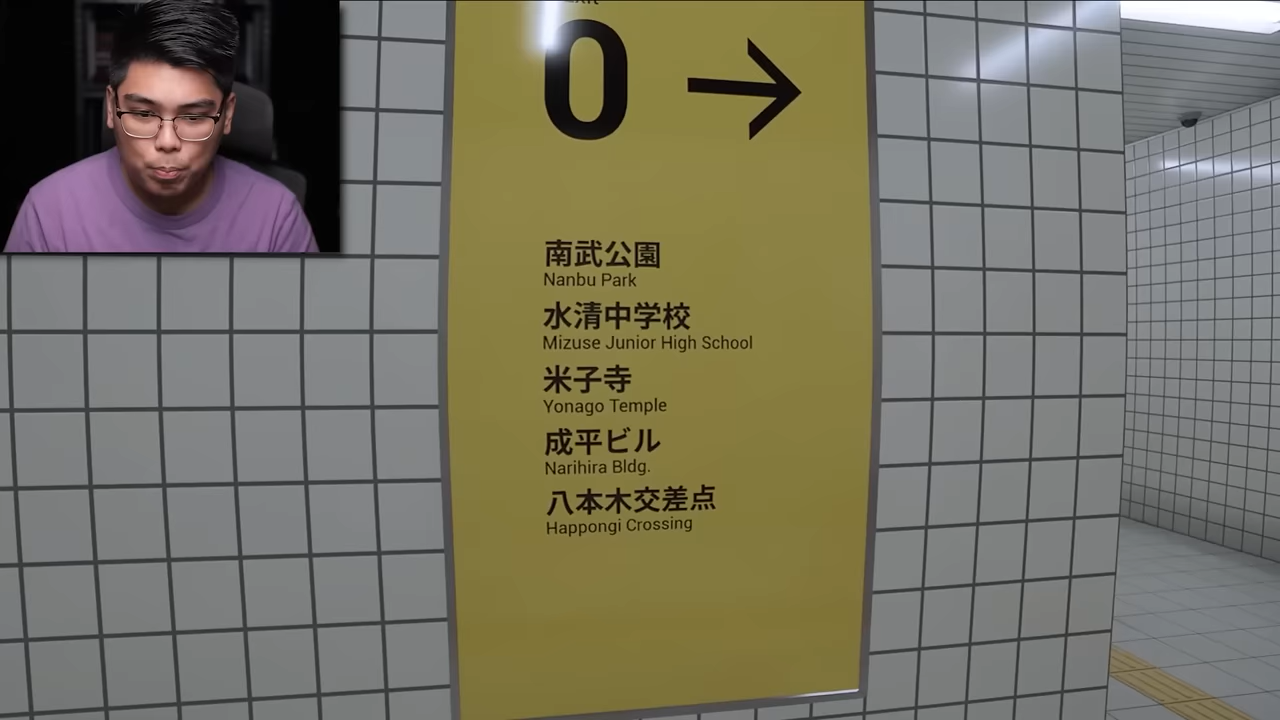 0 →
南武公園
Nanbu Park
水清中学校
Mizuse Junior High School
米子寺
Yonago Temple
成平ビル
Narihira Bldg.
八本木交差点
Happongi Crossing